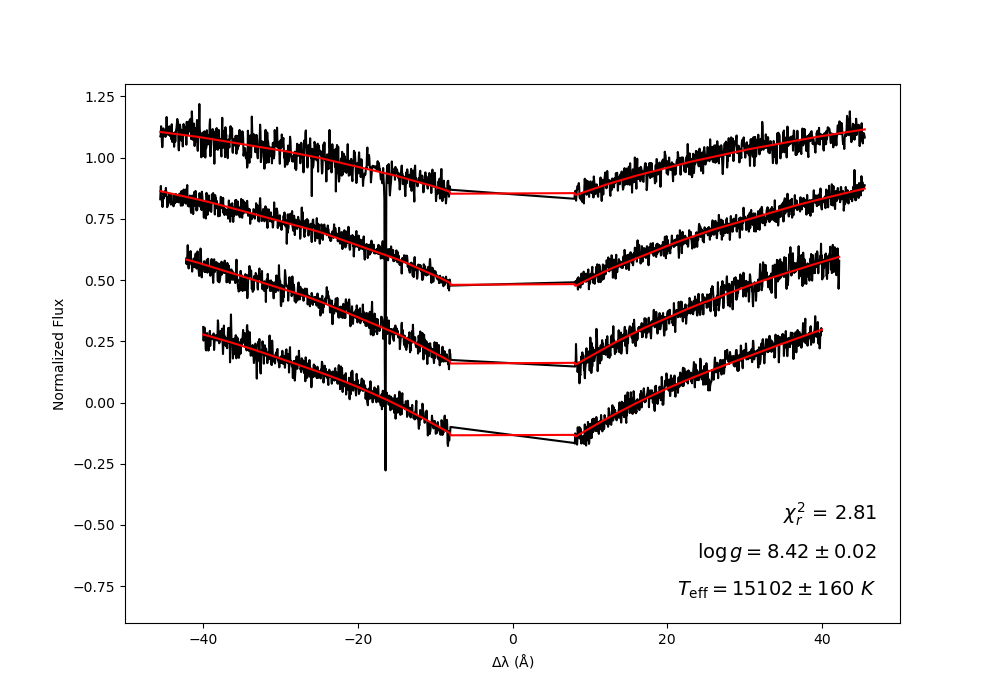 1.25
1.00
0.75
0.50
0.25
0.00
−0.25
−0.50
−0.75
Normalized Flux
χ²ᵣ = 2.81
log g = 8.42 ± 0.02
T_eff = 15102 ± 160 K
−40
−20
0
20
40
Δλ (Å)